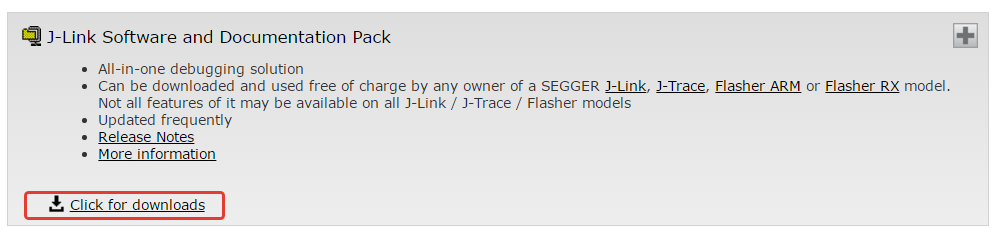 J-Link Software and Documentation Pack
All-in-one debugging solution
Can be downloaded and used free of charge by any owner of a SEGGER J-Link, J-Trace, Flasher ARM or Flasher RX model.
Not all features of it may be available on all J-Link / J-Trace / Flasher models
Updated frequently
Release Notes
More information
Click for downloads